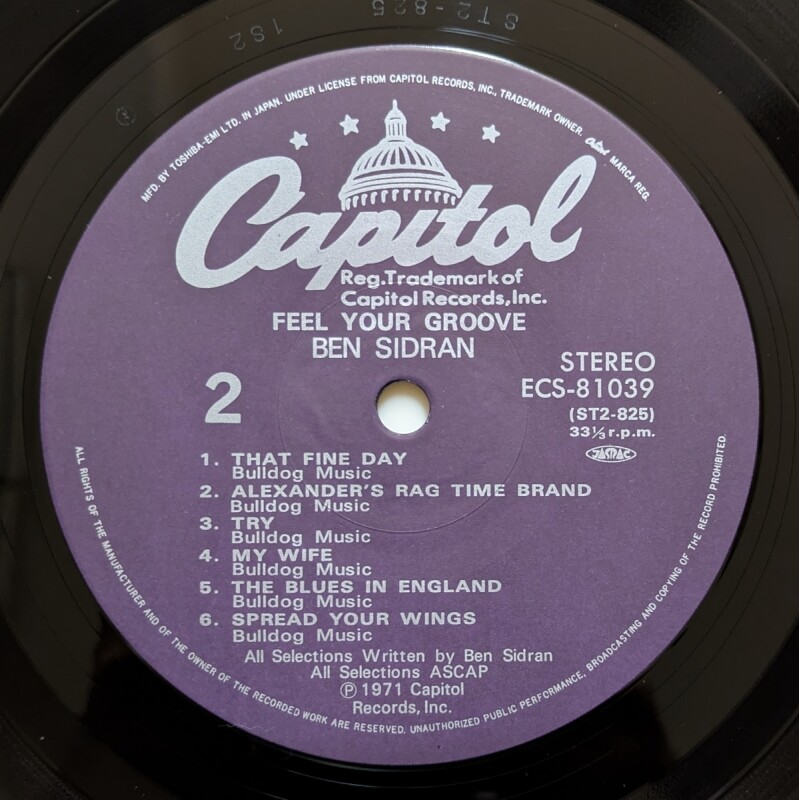 ST2-825
1S2
MFD. BY TOSHIBA-EMI LTD. IN JAPAN. UNDER LICENSE FROM CAPITOL RECORDS, INC., TRADEMARK OWNER. Capitol MARCA REG.
Capitol
Reg.Trademark of
Capitol Records,Inc.
FEEL YOUR GROOVE
BEN SIDRAN
STEREO
2
ECS-81039
(ST2-825)
33⅓ r.p.m.
JASRAC
1. THAT FINE DAY
Bulldog Music
2. ALEXANDER'S RAG TIME BRAND
Bulldog Music
3. TRY
Bulldog Music
4. MY WIFE
Bulldog Music
5. THE BLUES IN ENGLAND
Bulldog Music
6. SPREAD YOUR WINGS
Bulldog Music
All Selections Written by Ben Sidran
All Selections ASCAP
℗ 1971 Capitol
Records, Inc.
ALL RIGHTS OF THE MANUFACTURER AND OF THE OWNER OF THE RECORDED WORK ARE RESERVED. UNAUTHORIZED PUBLIC PERFORMANCE, BROADCASTING AND COPYING OF THE RECORD PROHIBITED.